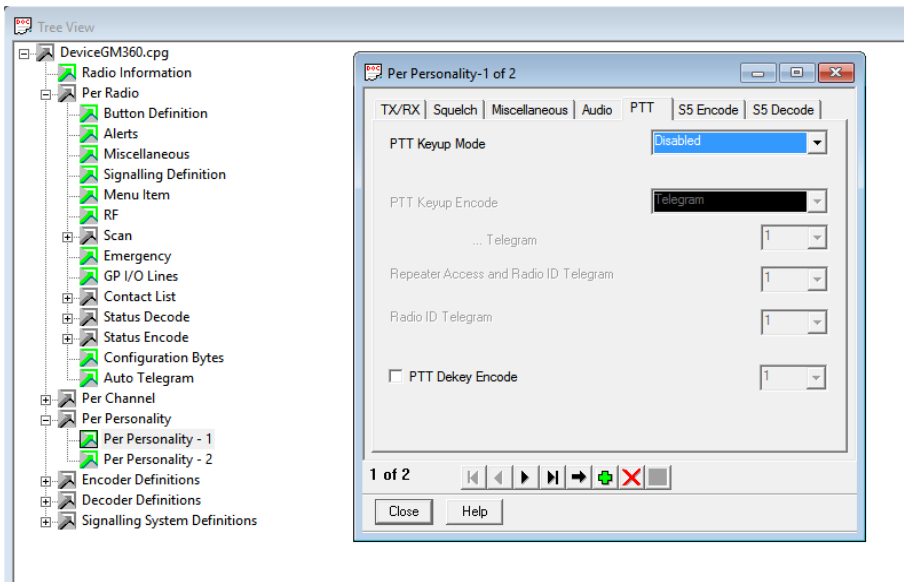 Tree View
DeviceGM360.cpg
Radio Information
Per Radio
Button Definition
Alerts
Miscellaneous
Signalling Definition
Menu Item
RF
Scan
Emergency
GP I/O Lines
Contact List
Status Decode
Status Encode
Configuration Bytes
Auto Telegram
Per Channel
Per Personality
Per Personality - 1
Per Personality - 2
Encoder Definitions
Decoder Definitions
Signalling System Definitions
Per Personality-1 of 2
TX/RX Squelch Miscellaneous Audio PTT S5 Encode S5 Decode
PTT Keyup Mode Disabled
PTT Keyup Encode Telegram
... Telegram 1
Repeater Access and Radio ID Telegram 1
Radio ID Telegram 1
PTT Dekey Encode 1
1 of 2
Close Help